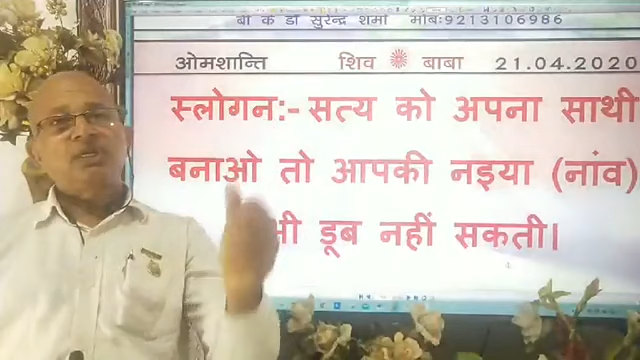 बी के डा सुरेन्द्र शर्मा मोबः9213106986
ओमशान्ति शिव बाबा 21.04.2020
स्लोगन:- सत्य को अपना साथी
बनाओ तो आपकी नइया (नांव)
भी डूब नहीं सकती।